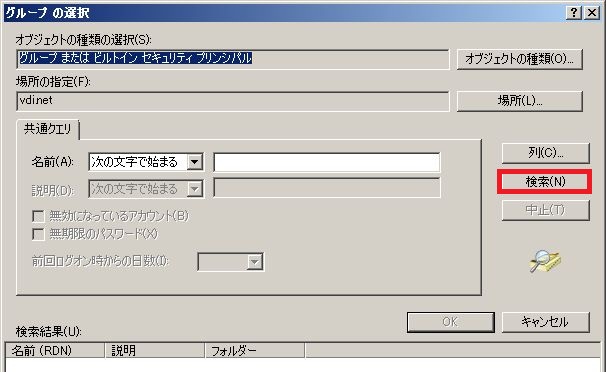 グループ の選択
オブジェクトの種類の選択(S):
グループ または ビルトイン セキュリティ プリンシパル
オブジェクトの種類(O)...
場所の指定(F):
vdi.net
場所(L)...
共通クエリ
列(C)...
名前(A):
次の文字で始まる
検索(N)
説明(D):
次の文字で始まる
中止(T)
無効になっているアカウント(B)
無期限のパスワード(X)
前回ログオン時からの日数(I):
OK
キャンセル
検索結果(U):
名前 (RDN) 説明 フォルダー